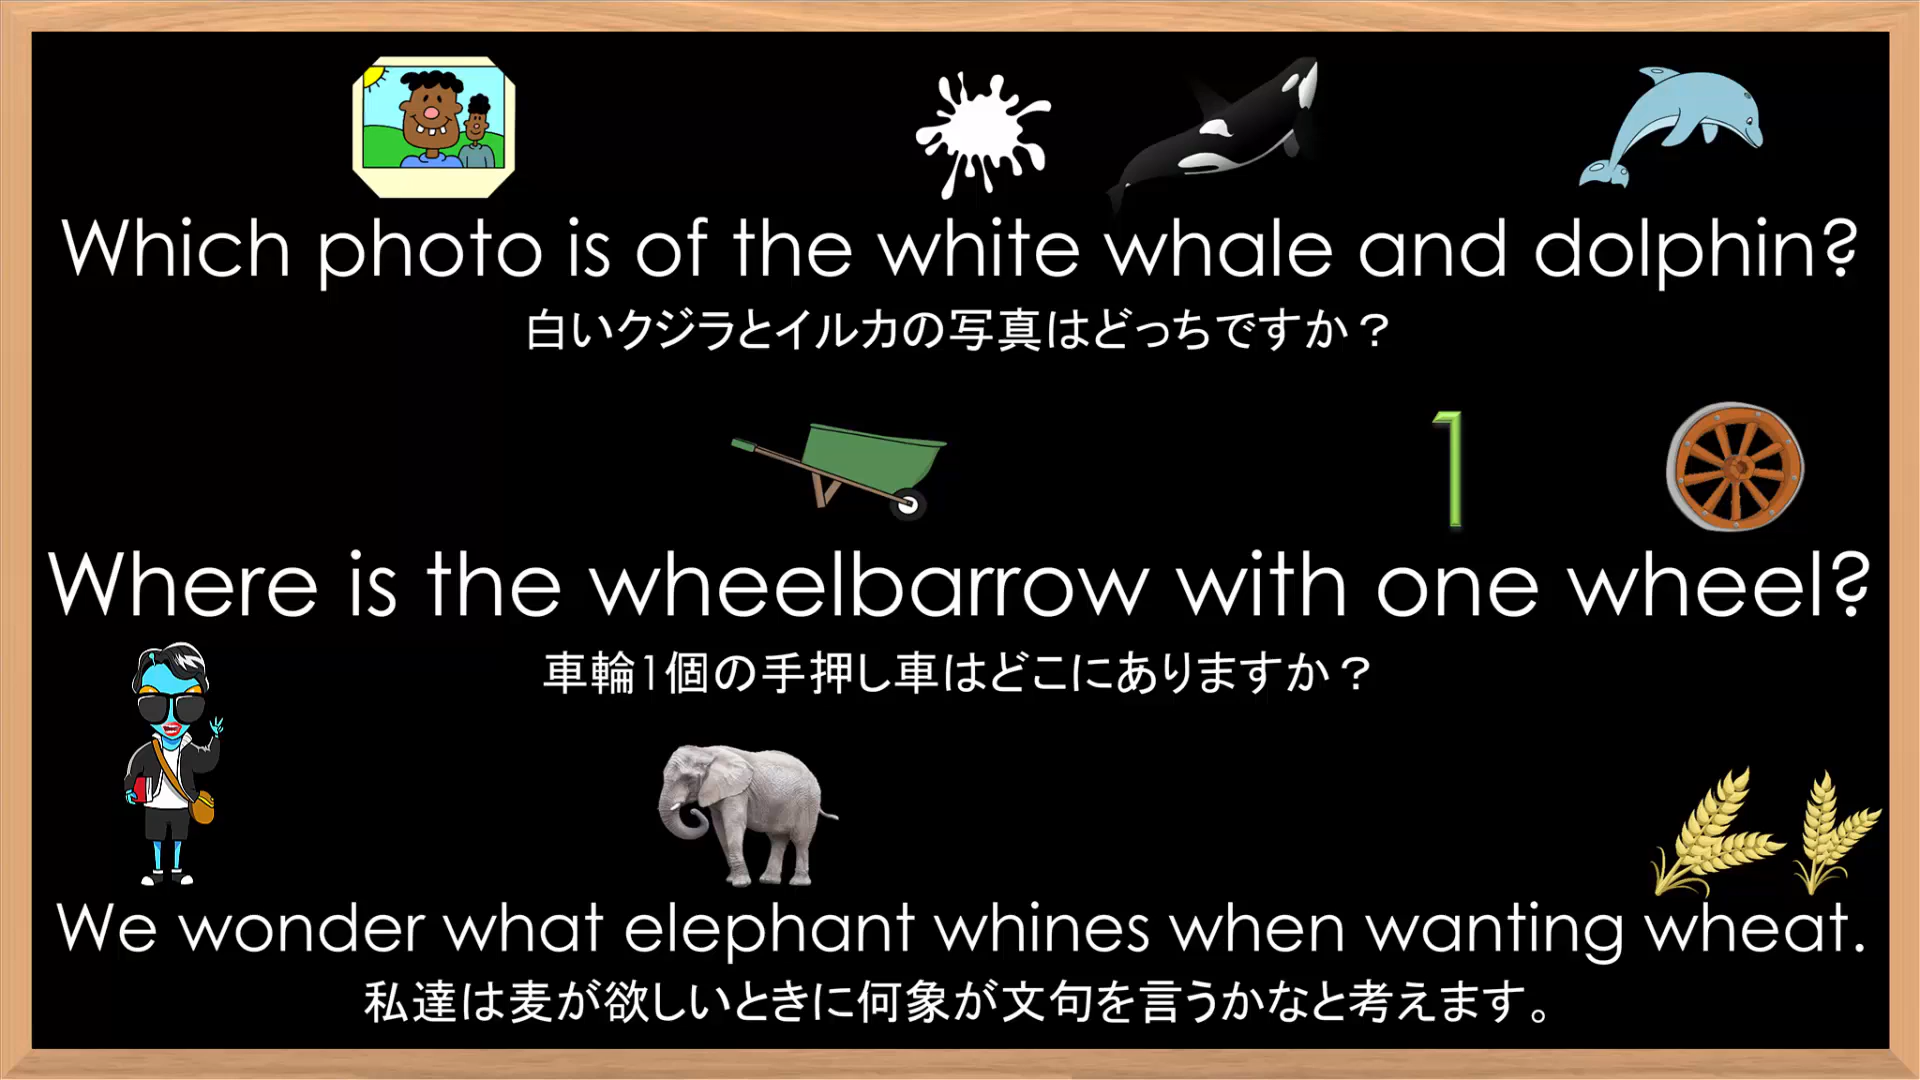 Which photo is of the white whale and dolphin?
白いクジラとイルカの写真はどっちですか？
1
Where is the wheelbarrow with one wheel?
車輪1個の手押し車はどこにありますか？
We wonder what elephant whines when wanting wheat.
私達は麦が欲しいときに何象が文句を言うかなと考えます。